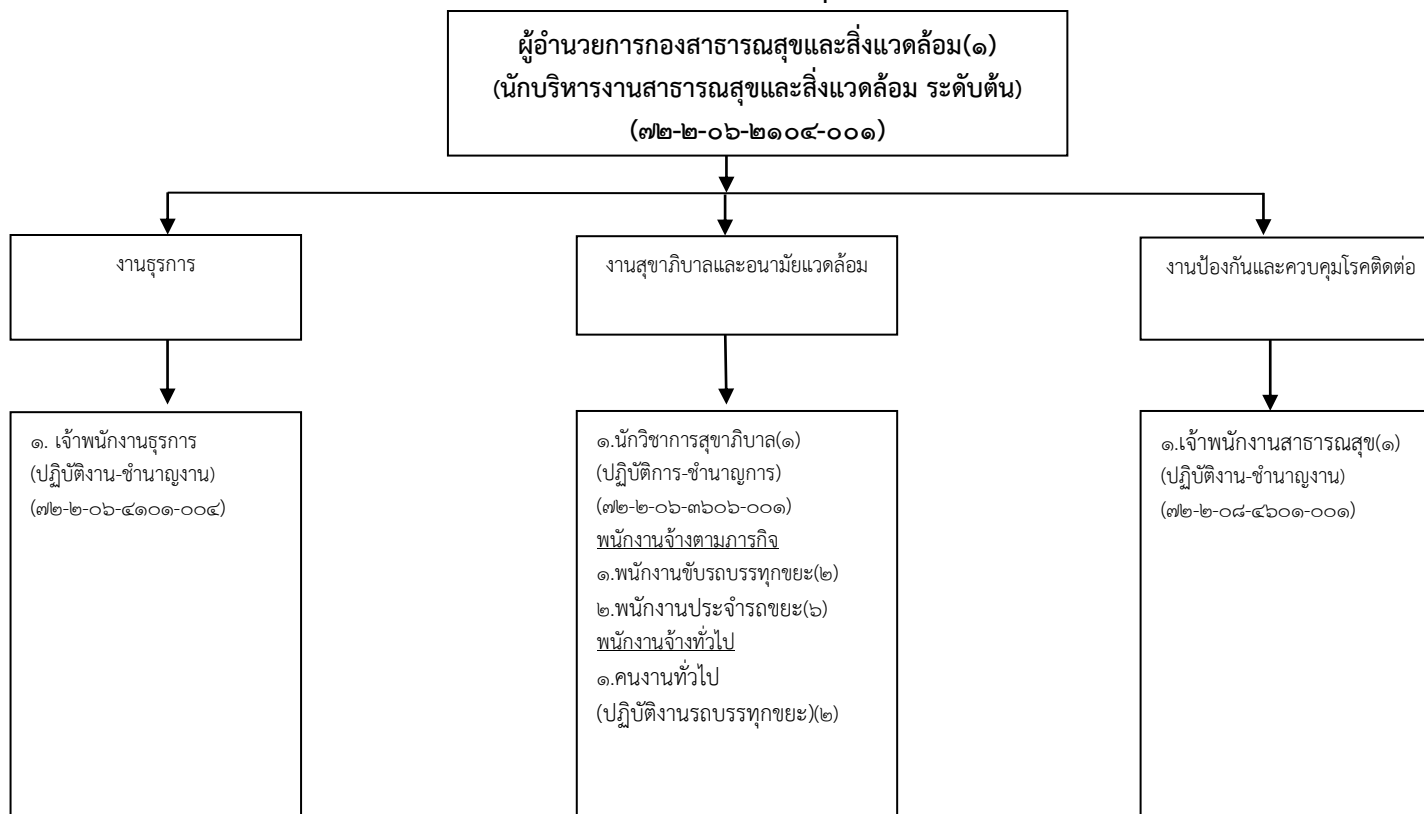 ผู้อำนวยการกองสาธารณสุขและสิ่งแวดล้อม(๑)
(นักบริหารงานสาธารณสุขและสิ่งแวดล้อม ระดับต้น)
(๗๒-๒-๐๖-๒๑๐๔-๐๐๑)
งานธุรการ
งานสุขาภิบาลและอนามัยแวดล้อม
งานป้องกันและควบคุมโรคติดต่อ
๑. เจ้าพนักงานธุรการ
(ปฏิบัติงาน-ชำนาญงาน)
(๗๒-๒-๐๖-๔๑๐๑-๐๐๔)
๑.นักวิชาการสุขาภิบาล(๑)
(ปฏิบัติการ-ชำนาญการ)
(๗๒-๒-๐๖-๓๖๐๖-๐๐๑)
พนักงานจ้างตามภารกิจ
๑.พนักงานขับรถบรรทุกขยะ(๒)
๒.พนักงานประจำรถขยะ(๖)
พนักงานจ้างทั่วไป
๑.คนงานทั่วไป
(ปฏิบัติงานรถบรรทุกขยะ)(๒)
๑.เจ้าพนักงานสาธารณสุข(๑)
(ปฏิบัติงาน-ชำนาญงาน)
(๗๒-๒-๐๘-๔๖๐๑-๐๐๑)